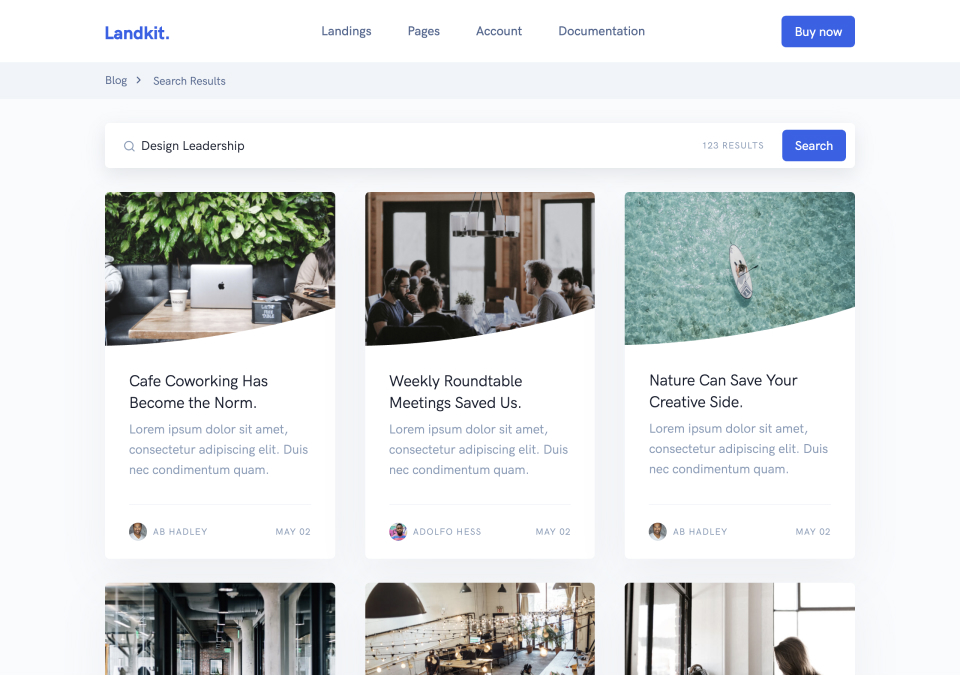 Landkit.
Landings
Pages
Account
Documentation
Buy now
Blog
Search Results
Design Leadership
123 RESULTS
Search
Cafe Coworking Has
Become the Norm.
Lorem ipsum dolor sit amet,
consectetur adipiscing elit. Duis
nec condimentum quam.
AB HADLEY
MAY 02
Weekly Roundtable
Meetings Saved Us.
Lorem ipsum dolor sit amet,
consectetur adipiscing elit. Duis
nec condimentum quam.
ADOLFO HESS
MAY 02
Nature Can Save Your
Creative Side.
Lorem ipsum dolor sit amet,
consectetur adipiscing elit. Duis
nec condimentum quam.
AB HADLEY
MAY 02